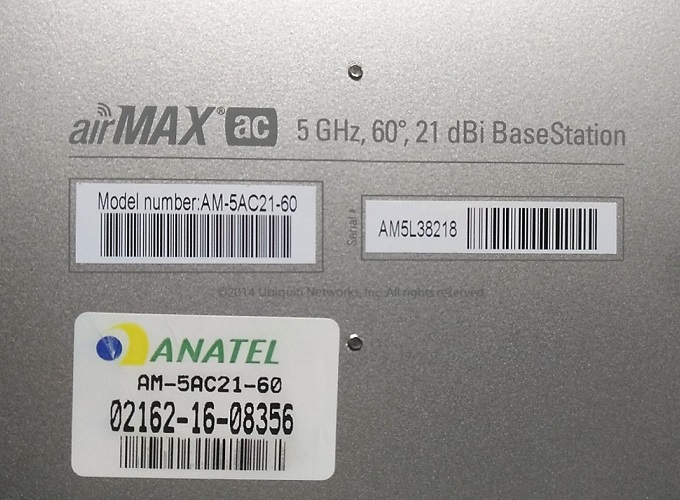 airMAX® ac 5 GHz, 60°, 21 dBi BaseStation
Model number:AM-5AC21-60
Serial #
AM5L38218
©2014 Ubiquiti Networks, Inc. All rights reserved.
ANATEL
AM-5AC21-60
02162-16-08356